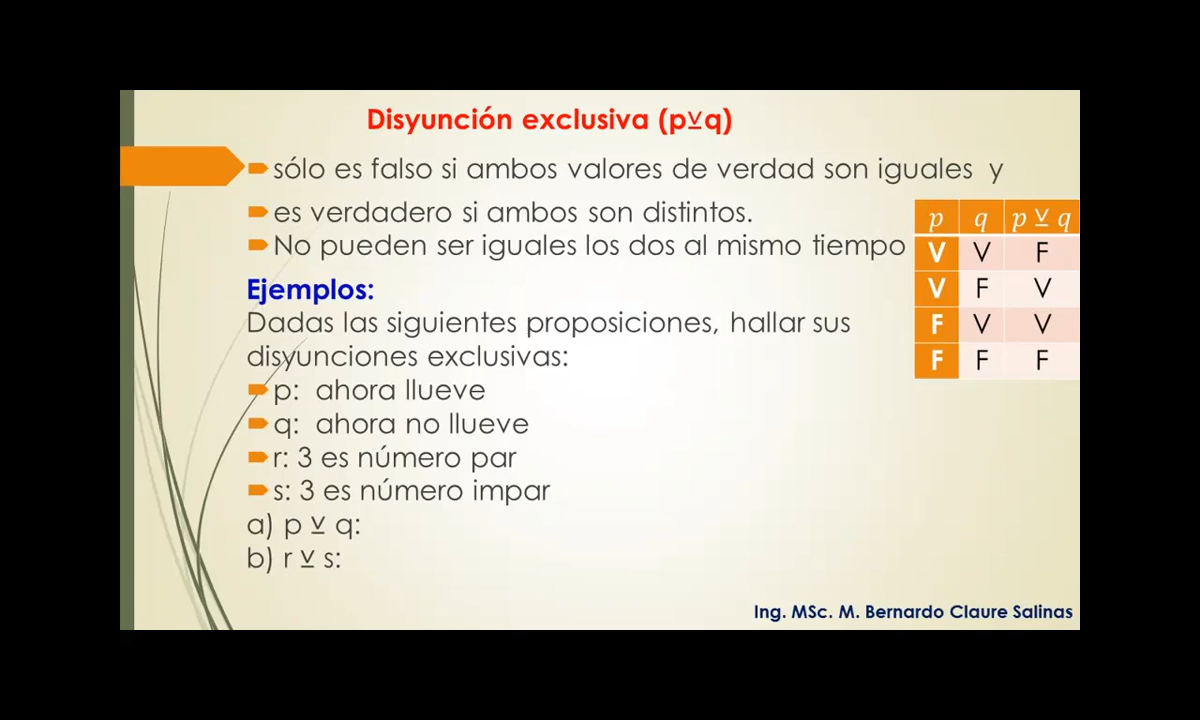 Disyunción exclusiva (p⊻q)
sólo es falso si ambos valores de verdad son iguales y
es verdadero si ambos son distintos.
No pueden ser iguales los dos al mismo tiempo
p q p ⊻ q
V V F
V F V
F V V
F F F
Ejemplos:
Dadas las siguientes proposiciones, hallar sus
disyunciones exclusivas:
p: ahora llueve
q: ahora no llueve
r: 3 es número par
s: 3 es número impar
a) p ⊻ q:
b) r ⊻ s:
Ing. MSc. M. Bernardo Claure Salinas